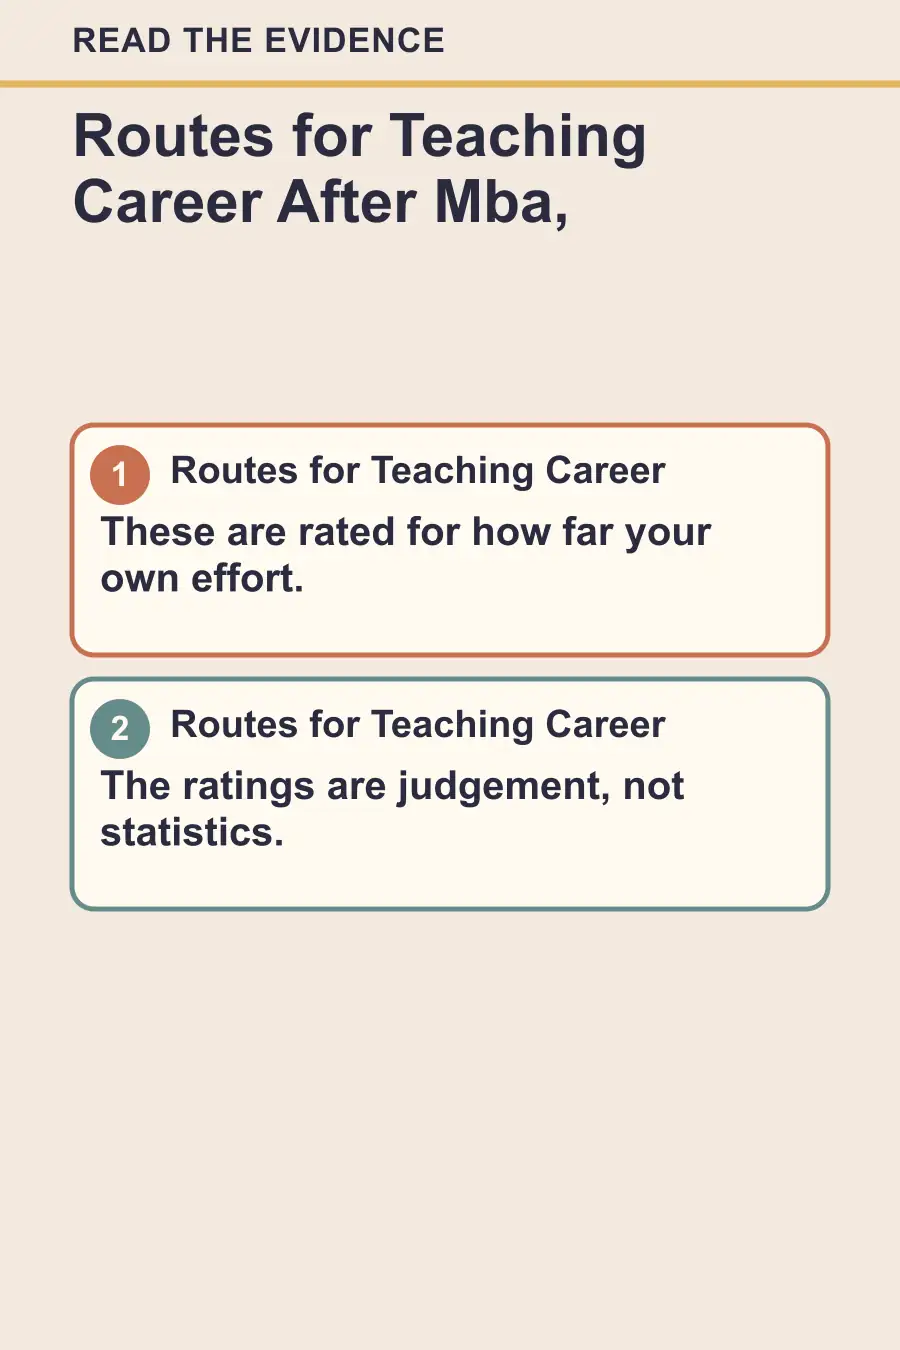 READ THE EVIDENCE
Routes for Teaching
Career After Mba,
1
Routes for Teaching Career
These are rated for how far your
own effort.
2
Routes for Teaching Career
The ratings are judgement, not
statistics.